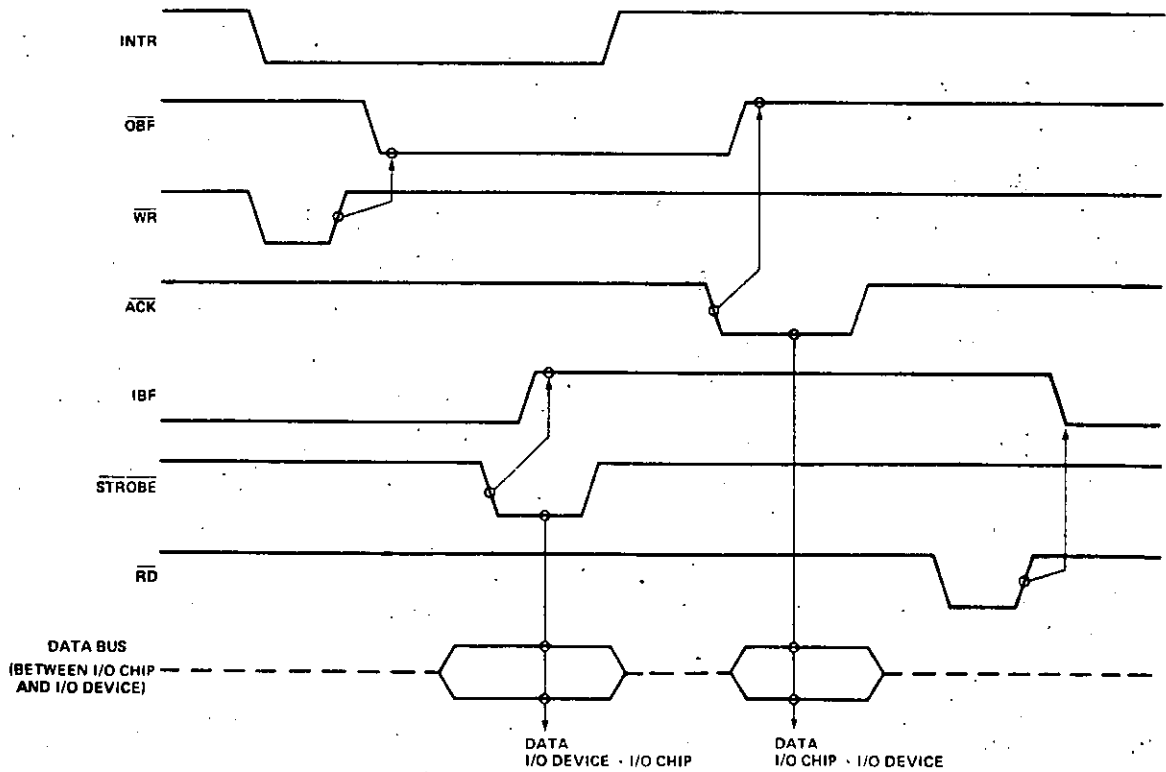 INTR
OBF
WR
ACK
IBF
STROBE
RD
DATA BUS
(BETWEEN I/O CHIP
AND I/O DEVICE)
DATA
I/O DEVICE · I/O CHIP
DATA
I/O CHIP · I/O DEVICE